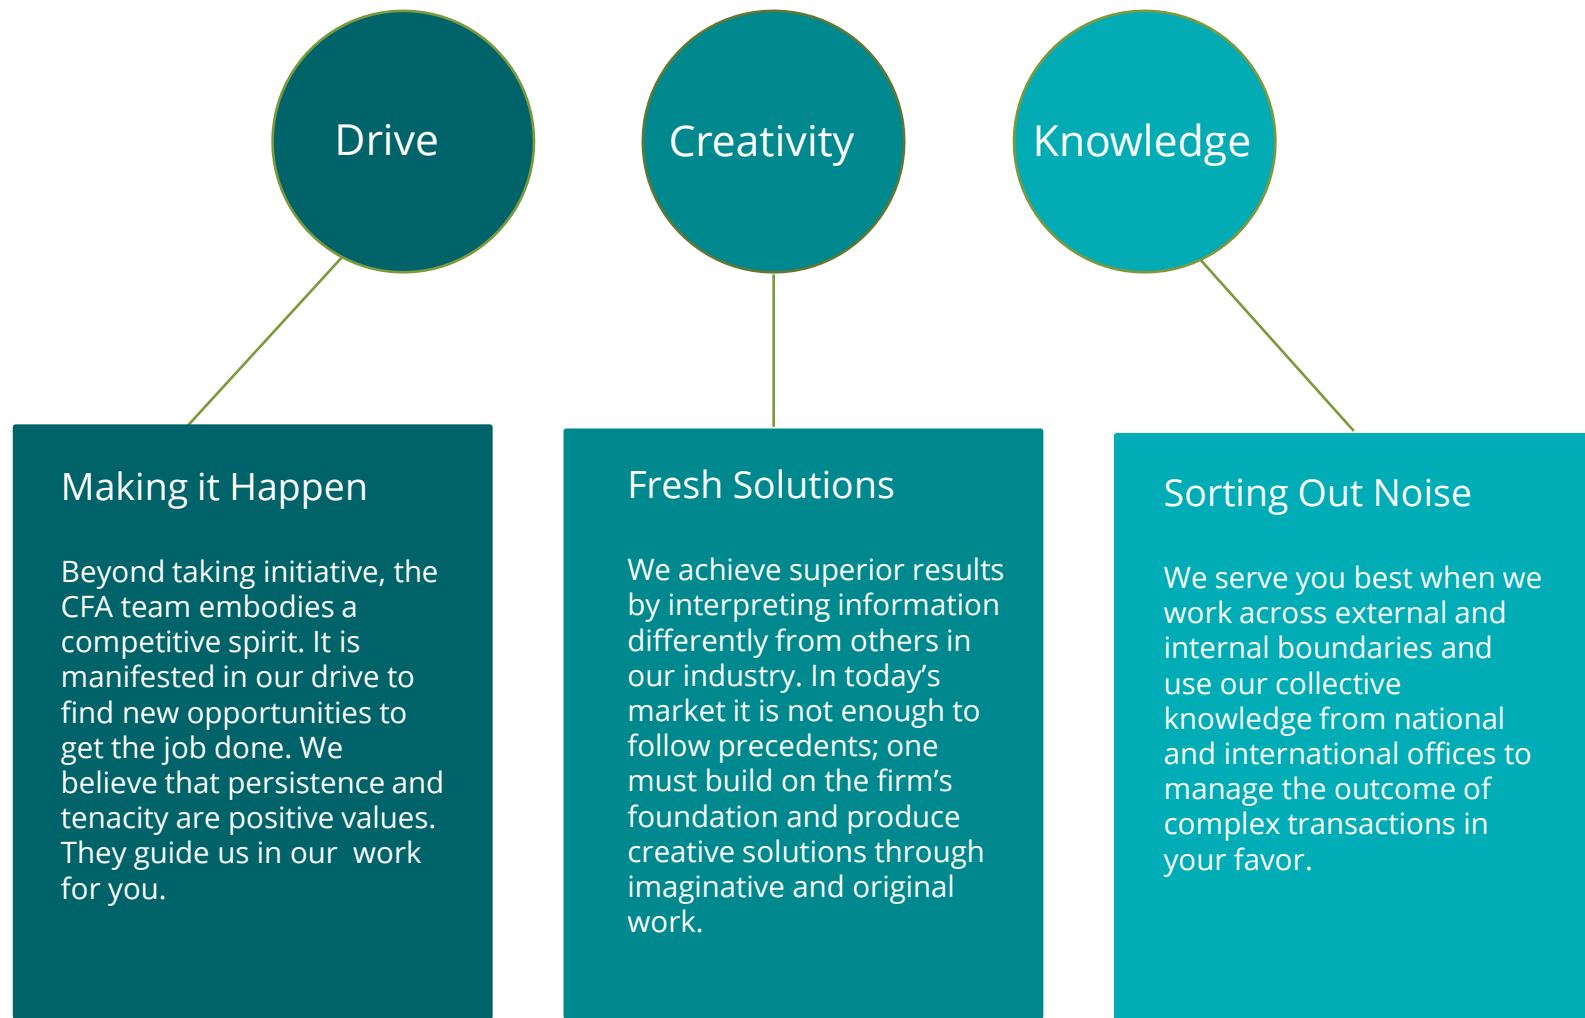 Drive
Creativity
Knowledge
Making it Happen
Beyond taking initiative, the
CFA team embodies a
competitive spirit. It is
manifested in our drive to
find new opportunities to
get the job done. We
believe that persistence and
tenacity are positive values.
They guide us in our  work
for you.
Fresh Solutions
We achieve superior results
by interpreting information
differently from others in
our industry. In today’s
market it is not enough to
follow precedents; one
must build on the firm’s
foundation and produce
creative solutions through
imaginative and original
work.
Sorting Out Noise
We serve you best when we
work across external and
internal boundaries and
use our collective
knowledge from national
and international offices to
manage the outcome of
complex transactions in
your favor.